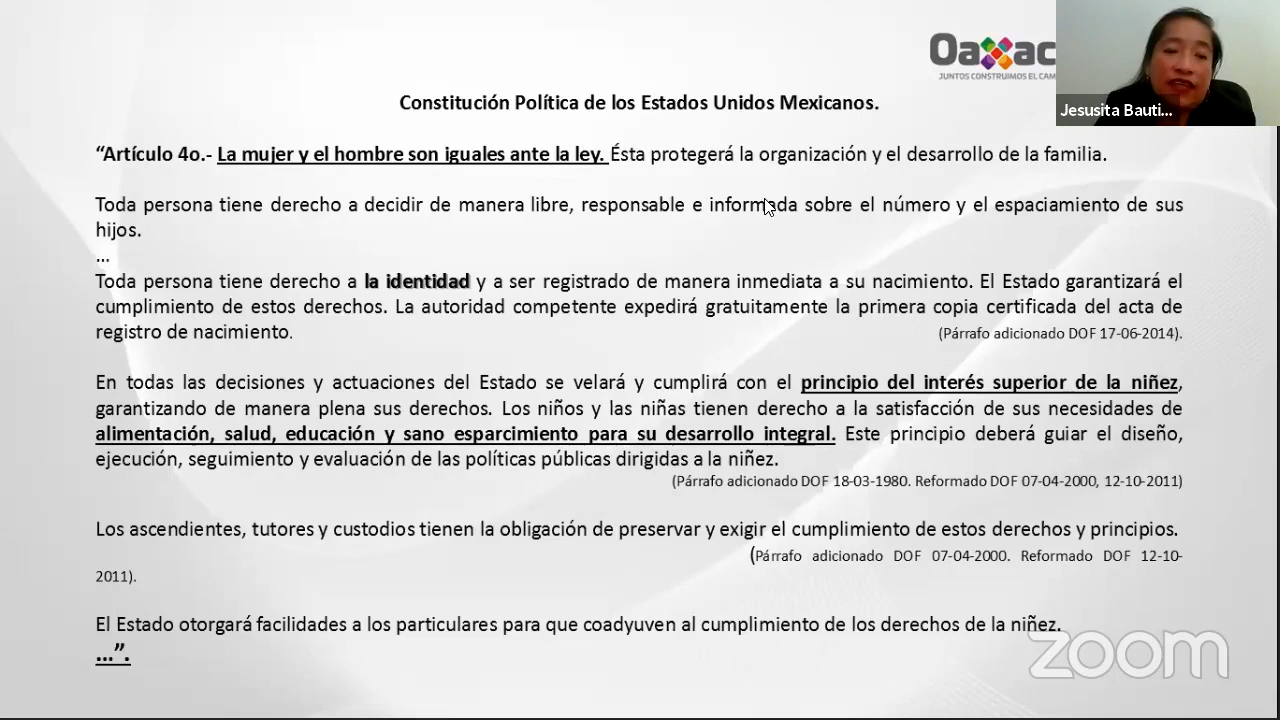 Oaxac
JUNTOS CONSTRUIMOS EL CAM
Jesusita Bauti...
Constitución Política de los Estados Unidos Mexicanos.
“Artículo 4o.- La mujer y el hombre son iguales ante la ley. Ésta protegerá la organización y el desarrollo de la familia.
Toda persona tiene derecho a decidir de manera libre, responsable e informada sobre el número y el espaciamiento de sus
hijos.
...
Toda persona tiene derecho a la identidad y a ser registrado de manera inmediata a su nacimiento. El Estado garantizará el
cumplimiento de estos derechos. La autoridad competente expedirá gratuitamente la primera copia certificada del acta de
registro de nacimiento. (Párrafo adicionado DOF 17-06-2014).
En todas las decisiones y actuaciones del Estado se velará y cumplirá con el principio del interés superior de la niñez,
garantizando de manera plena sus derechos. Los niños y las niñas tienen derecho a la satisfacción de sus necesidades de
alimentación, salud, educación y sano esparcimiento para su desarrollo integral. Este principio deberá guiar el diseño,
ejecución, seguimiento y evaluación de las políticas públicas dirigidas a la niñez.
(Párrafo adicionado DOF 18-03-1980. Reformado DOF 07-04-2000, 12-10-2011)
Los ascendientes, tutores y custodios tienen la obligación de preservar y exigir el cumplimiento de estos derechos y principios.
(Párrafo adicionado DOF 07-04-2000. Reformado DOF 12-10-
2011).
El Estado otorgará facilidades a los particulares para que coadyuven al cumplimiento de los derechos de la niñez.
...”.
zoom